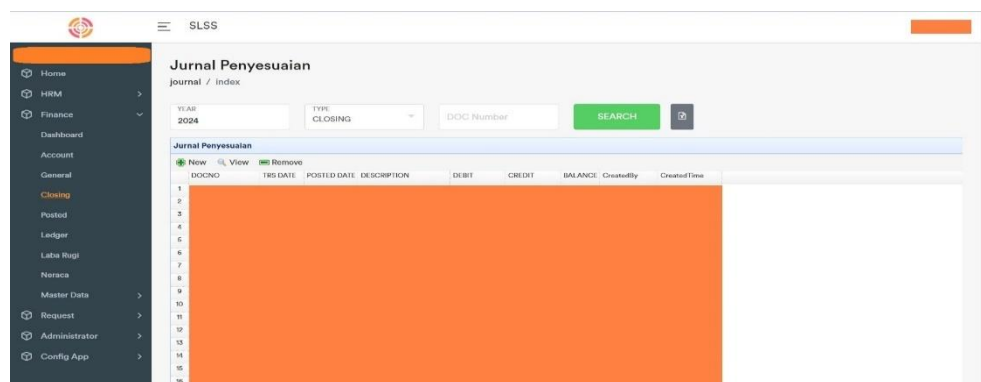 SLSS
Home
HRM
Finance
Dashboard
Account
General
Closing
Posted
Ledger
Laba Rugi
Neraca
Master Data
Request
Administrator
Config App
Jurnal Penyesuaian
journal / index
YEAR
2024
TYPE
CLOSING
DOC Number
SEARCH
Jurnal Penyesuaian
New View Remove
DOCNO TRS DATE POSTED DATE DESCRIPTION DEBIT CREDIT BALANCE CreatedBy CreatedTime
1
2
3
4
5
6
7
8
9
10
11
12
13
14
15
16